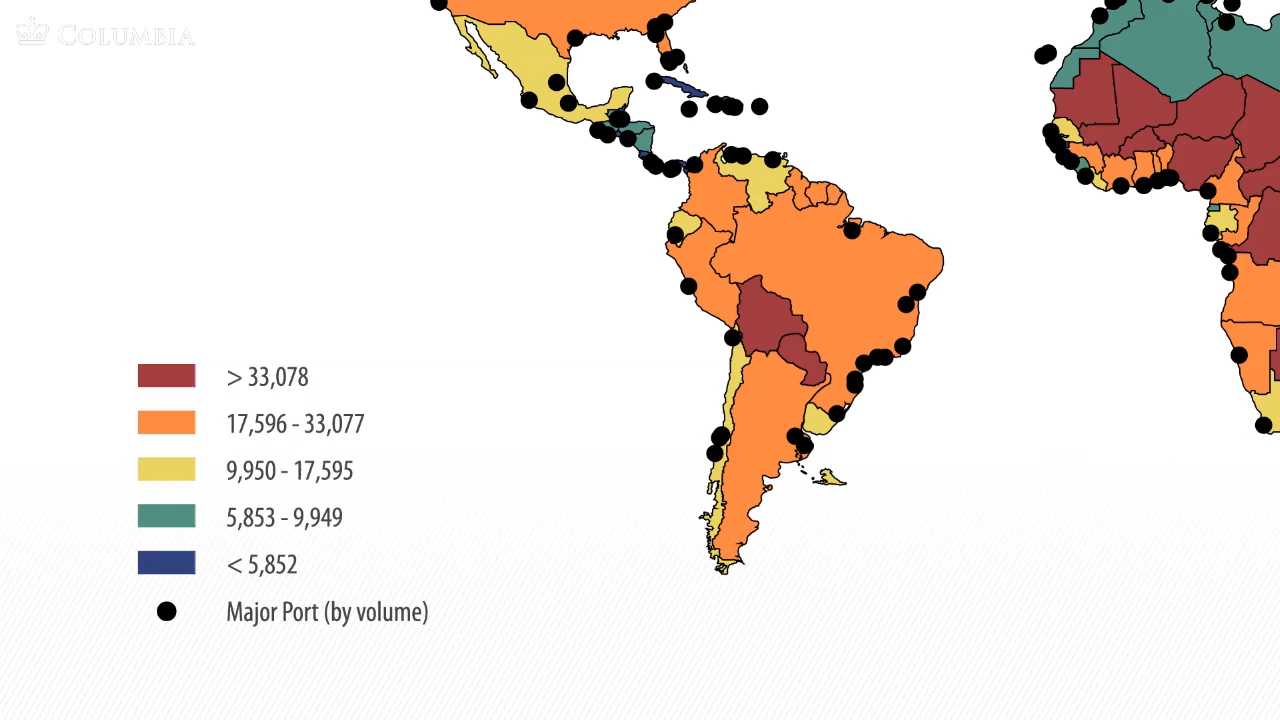 COLUMBIA
> 33,078
17,596 - 33,077
9,950 - 17,595
5,853 - 9,949
< 5,852
Major Port (by volume)